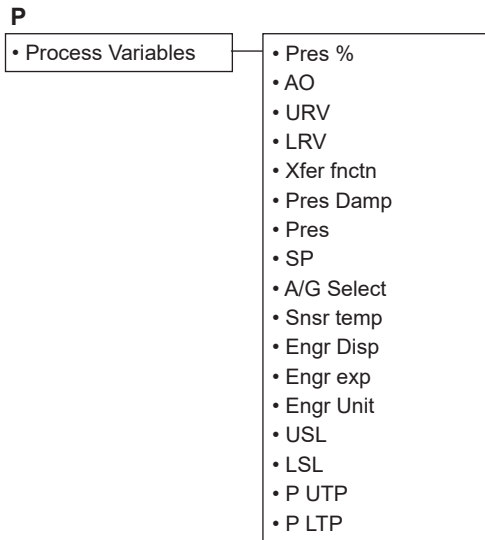 P
• Process Variables
• Pres %
• AO
• URV
• LRV
• Xfer fnctn
• Pres Damp
• Pres
• SP
• A/G Select
• Snsr temp
• Engr Disp
• Engr exp
• Engr Unit
• USL
• LSL
• P UTP
• P LTP